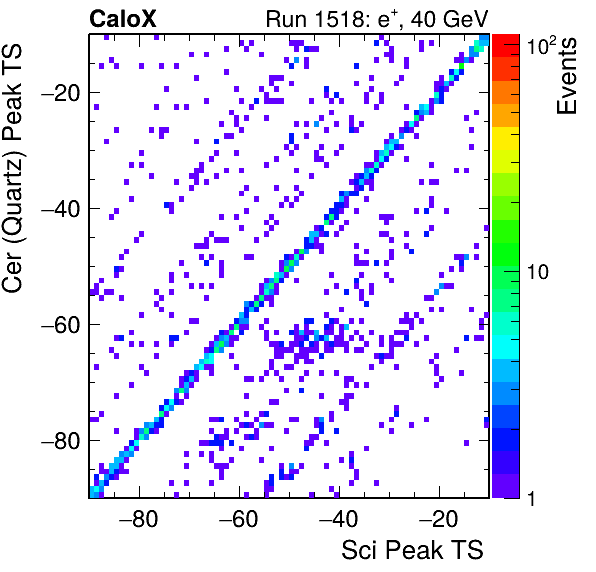 CaloX Run 1518: e⁺, 40 GeV
Cer (Quartz) Peak TS
−20
−40
−60
−80
−80 −60 −40 −20
Sci Peak TS
10²
10
1
Events